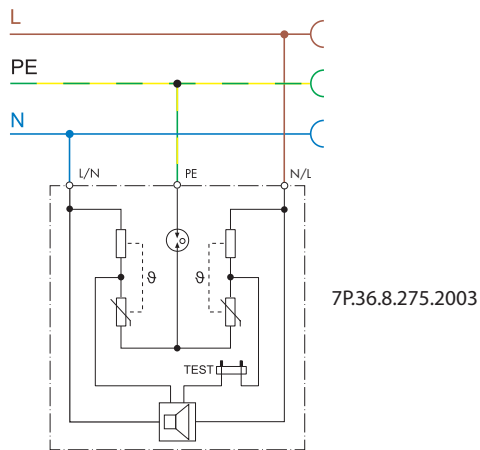 L
PE
N
L/N
PE
N/L
ϑ
ϑ
7P.36.8.275.2003
TEST